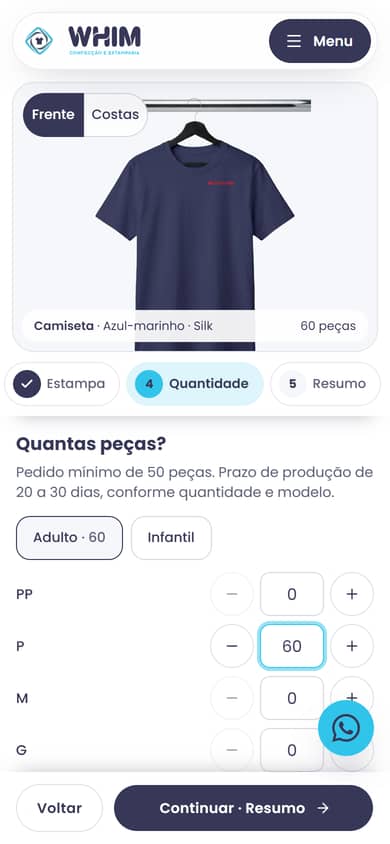 WHIM
CONFECÇÃO E ESTAMPARIA
Menu
Frente
Costas
Camiseta · Azul-marinho · Silk
60 peças
Estampa
4 Quantidade
5 Resumo
Quantas peças?
Pedido mínimo de 50 peças. Prazo de produção de
20 a 30 dias, conforme quantidade e modelo.
Adulto · 60
Infantil
PP − 0 +
P − 60 +
M − 0 +
G − 0
Voltar
Continuar · Resumo →